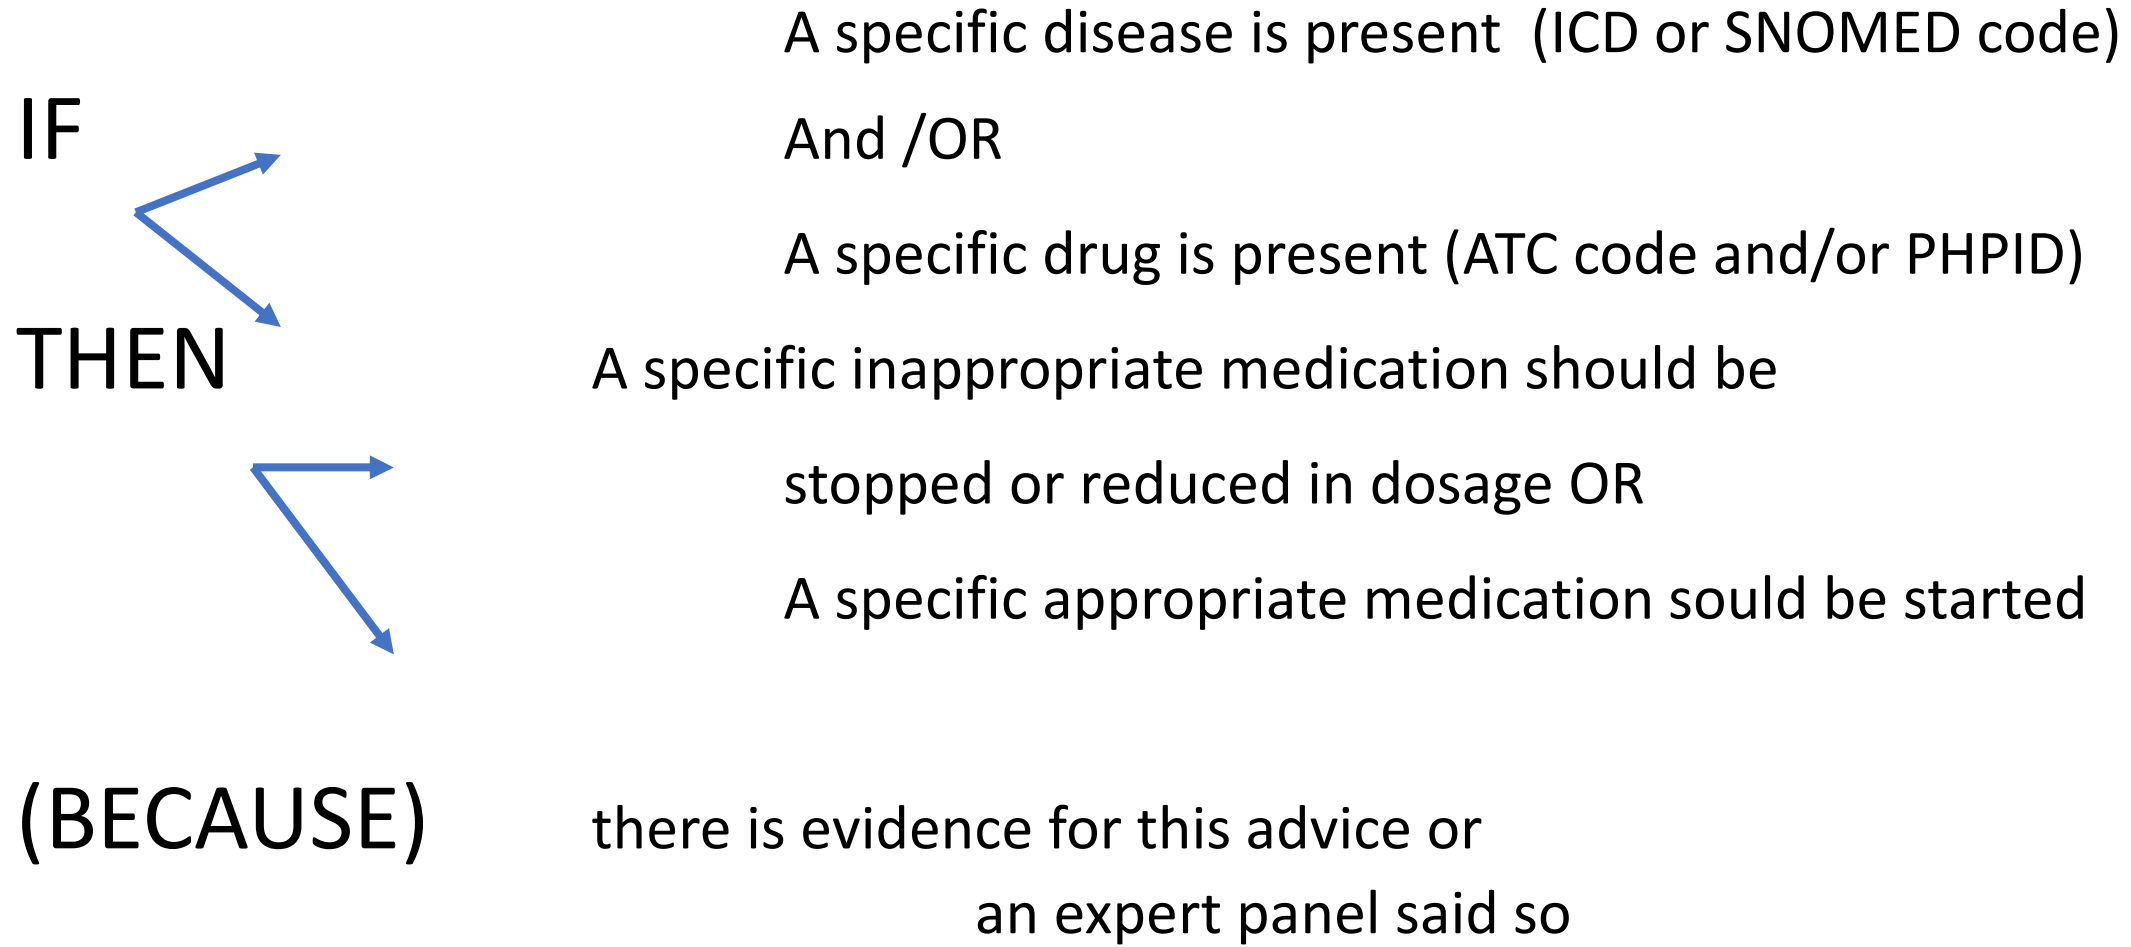 A specific disease is present (ICD or SNOMED code)
IF
And /OR
A specific drug is present (ATC code and/or PHPID)
THEN
A specific inappropriate medication should be
stopped or reduced in dosage OR
A specific appropriate medication sould be started
(BECAUSE)
there is evidence for this advice or
an expert panel said so